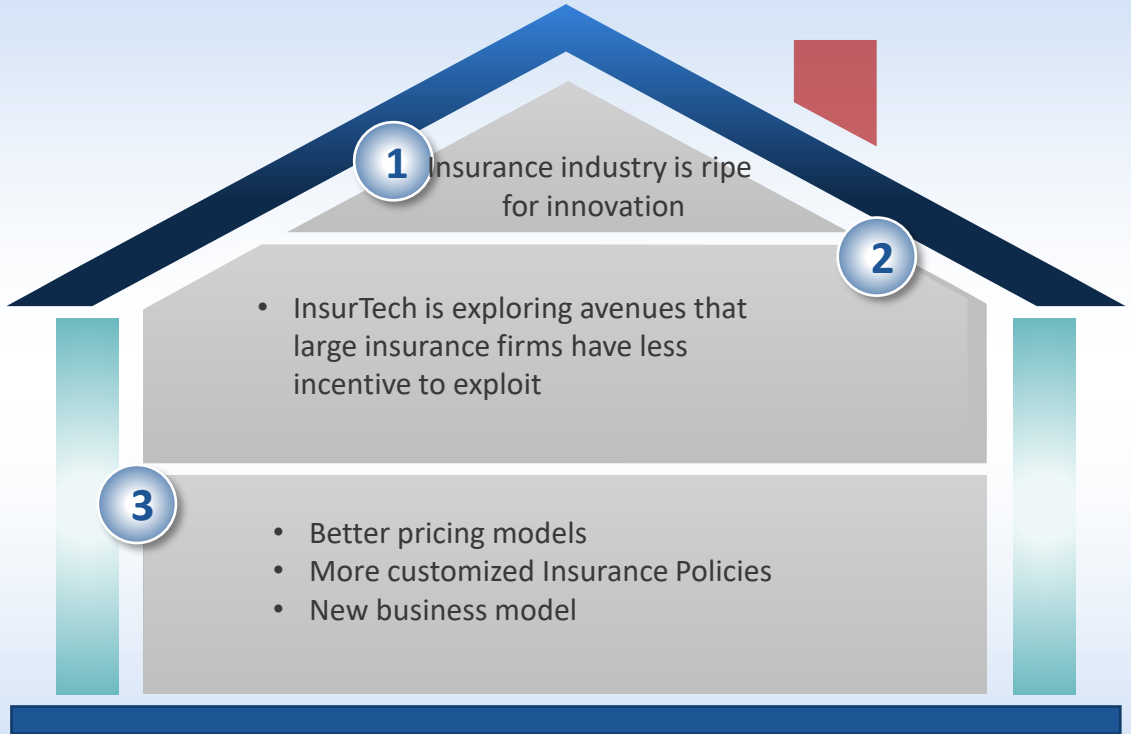 1
Insurance industry is ripe
for innovation
2
• InsurTech is exploring avenues that
large insurance firms have less
incentive to exploit
3
• Better pricing models
• More customized Insurance Policies
• New business model